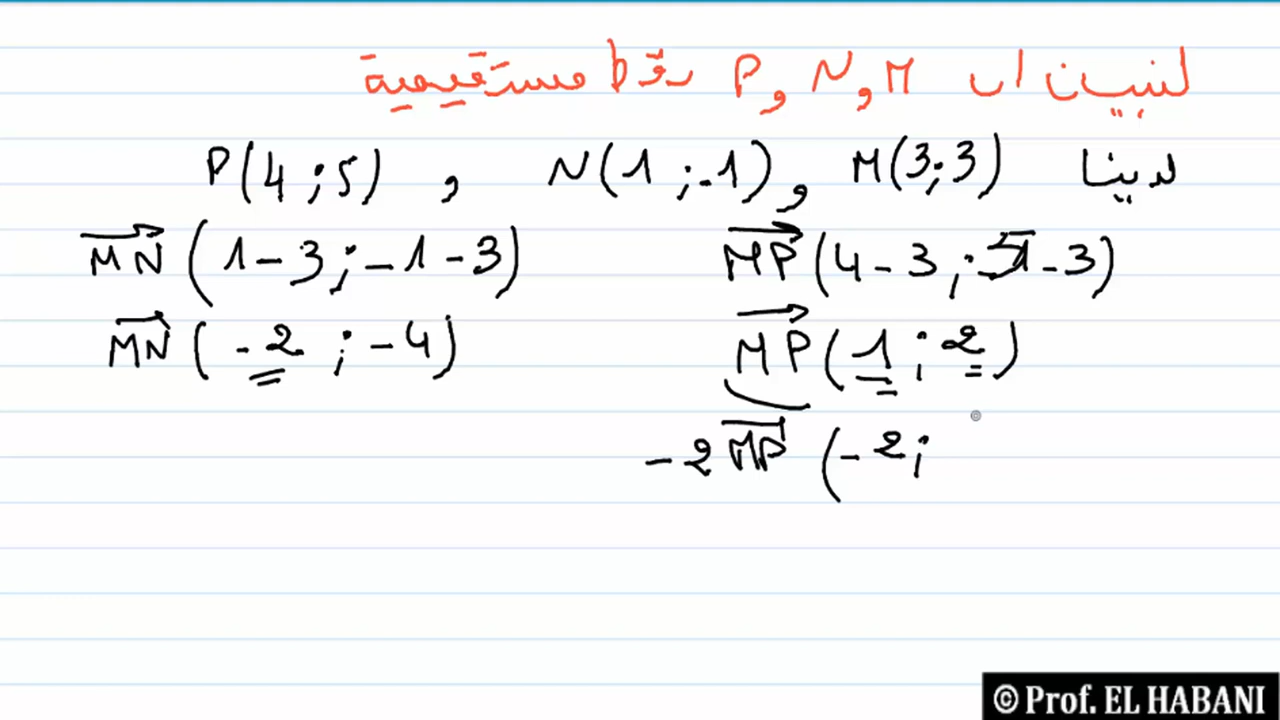 لنبين ان M و N و P نقط مستقيمية
لدينا M(3;3) و N(1;-1) و P(4;5)
MP(4-3;5-3) MN(1-3;-1-3)
MP(1;2) MN(-2;-4)
-2MP(-2;
© Prof. EL HABANI